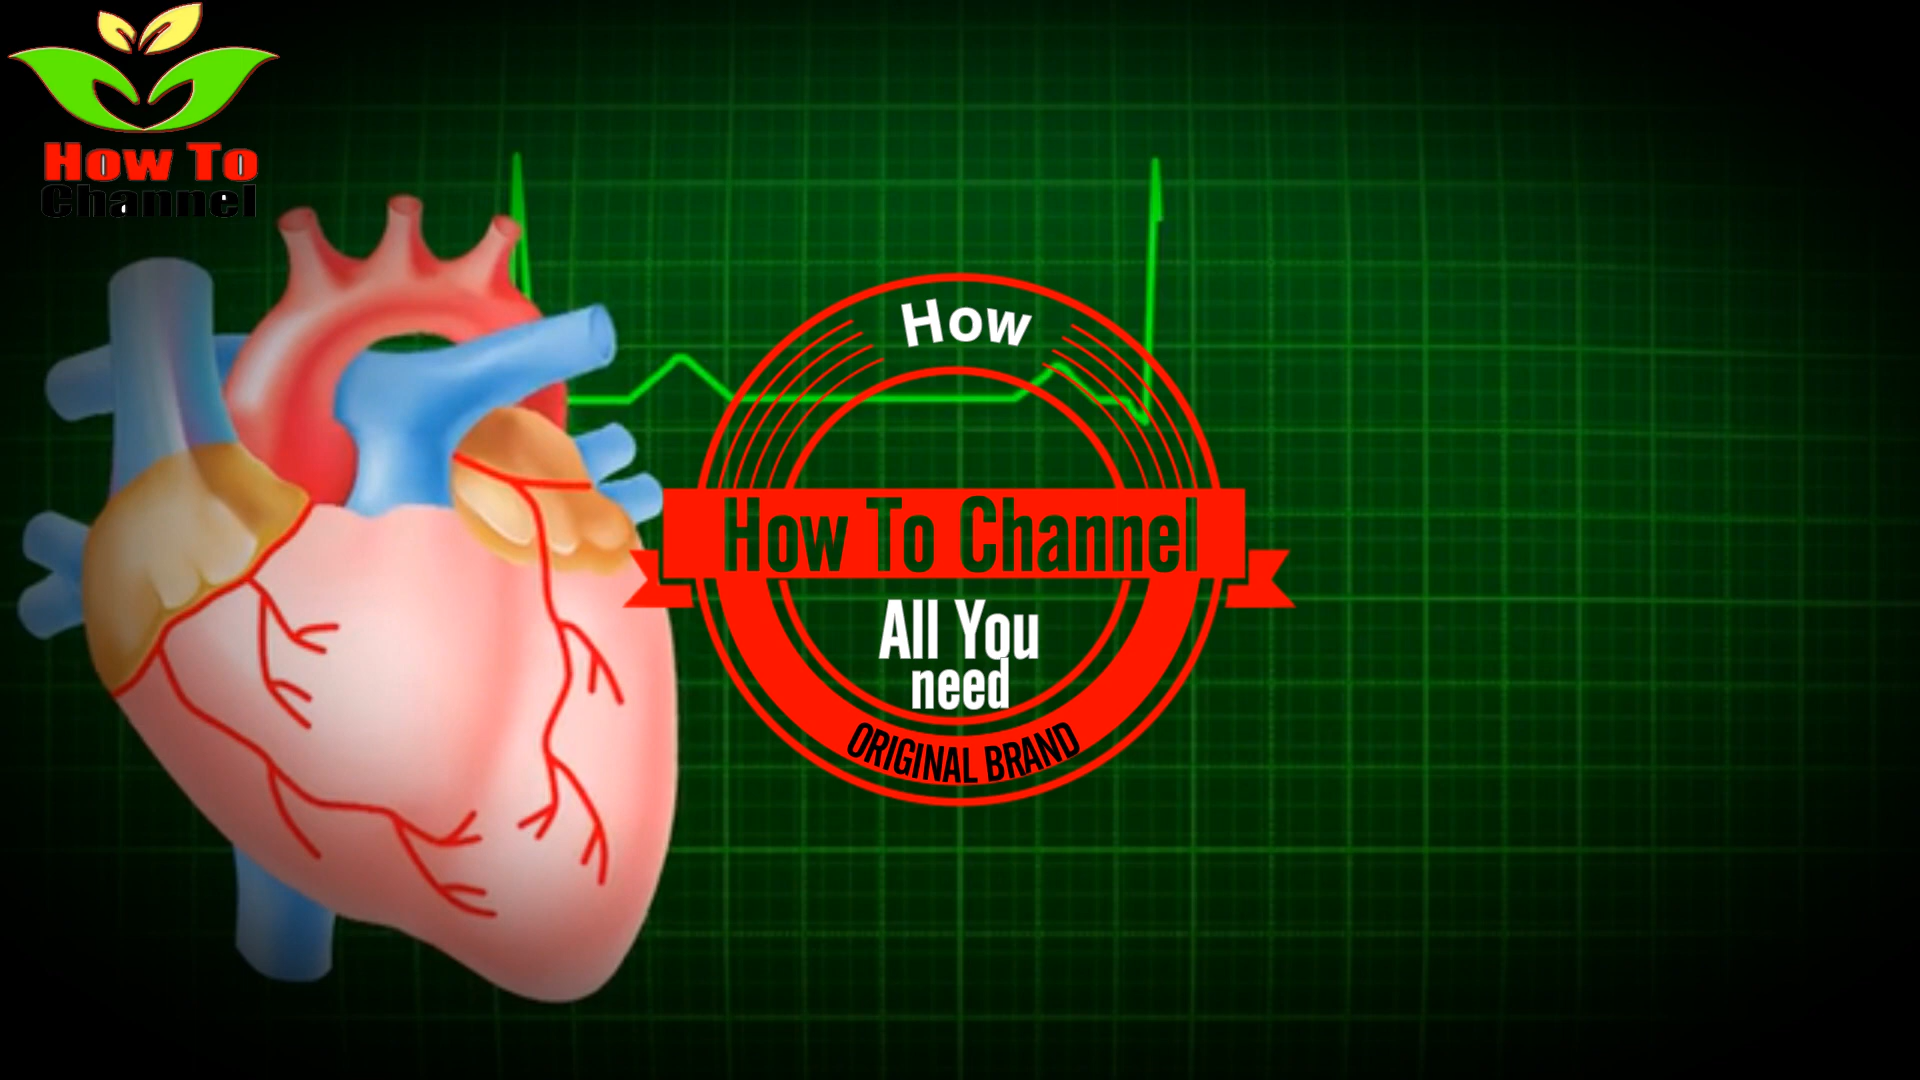 How To
Channel
How
How To Channel
All You
need
ORIGINAL BRAND